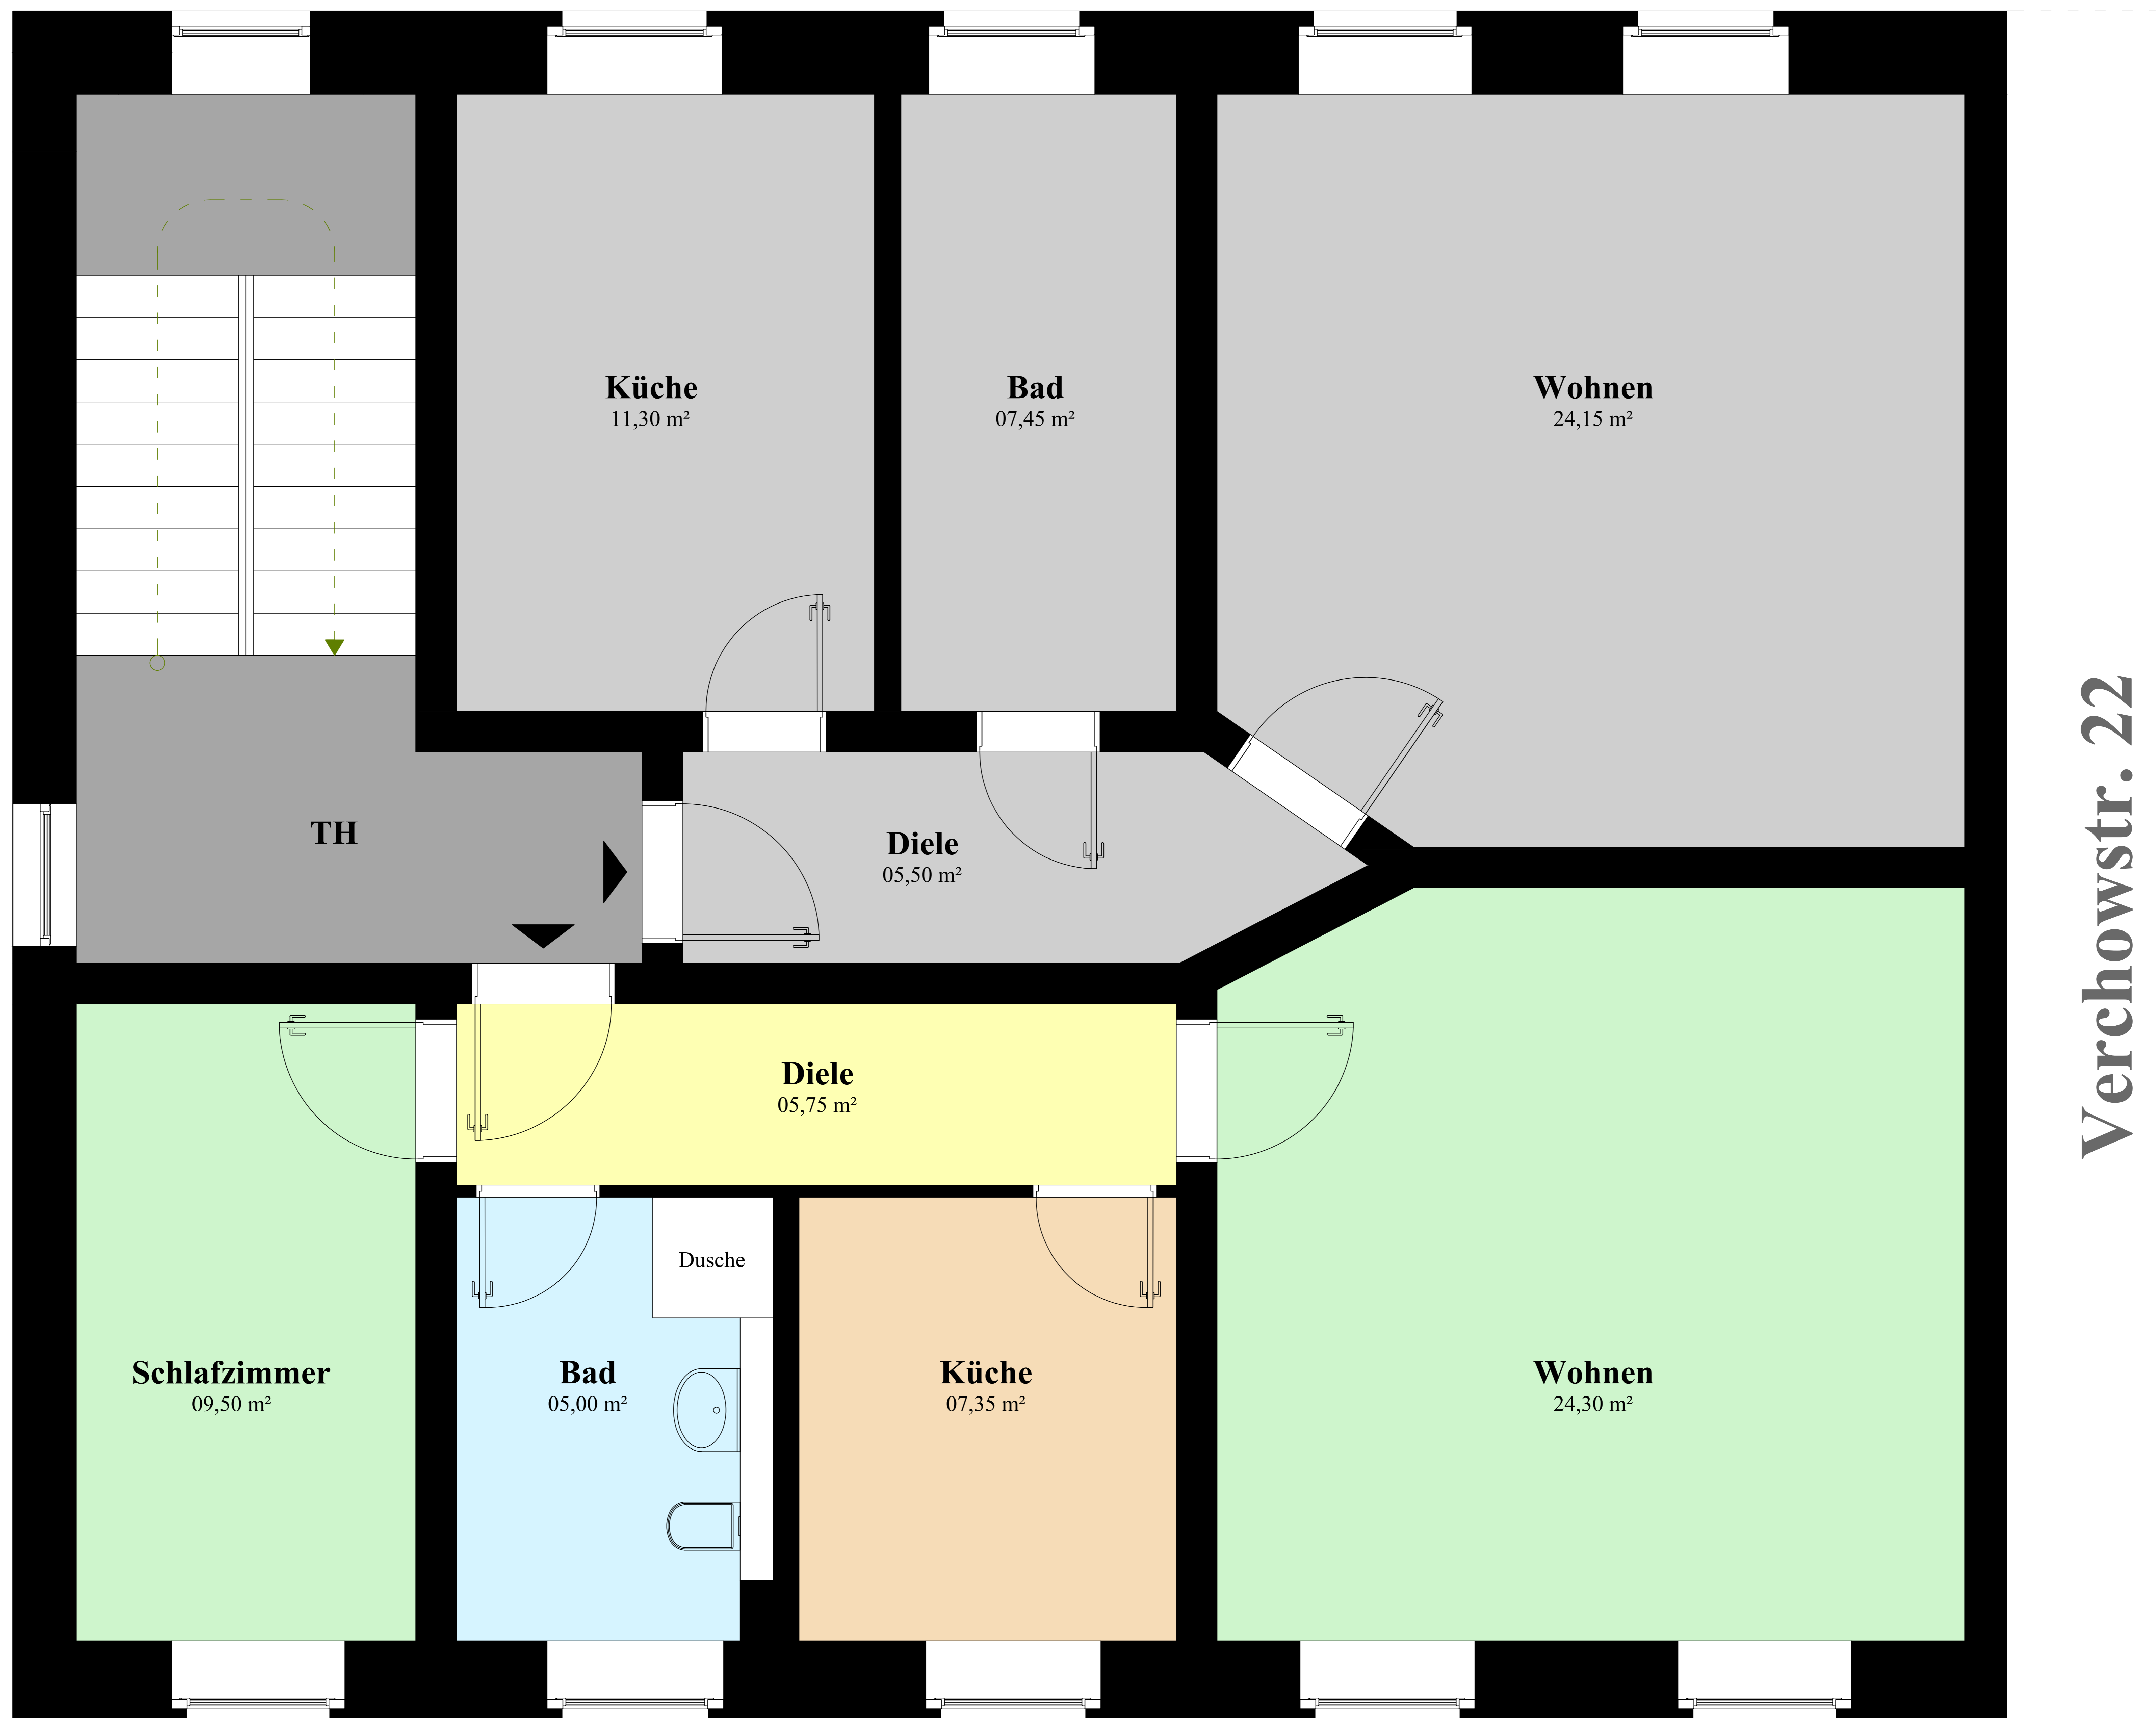 Küche
11,30 m²
Bad
07,45 m²
Wohnen
24,15 m²
TH
Diele
05,50 m²
Diele
05,75 m²
Dusche
Schlafzimmer
09,50 m²
Bad
05,00 m²
Küche
07,35 m²
Wohnen
24,30 m²
Verchowstr. 22